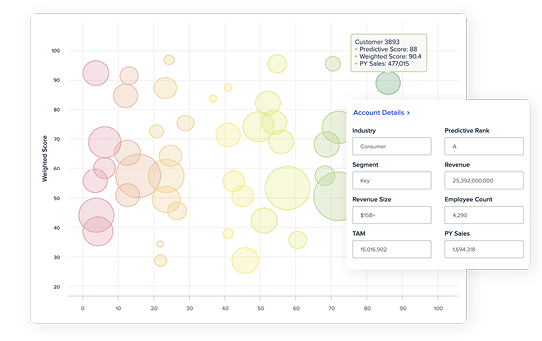 Customer 3893
• Predictive Score: 88
• Weighted Score: 90.4
• PY Sales: 477,015
Weighted Score
100
90
80
70
60
50
40
30
20
0
10
20
30
40
50
60
70
80
90
100
Account Details >
Industry
Predictive Rank
Consumer
A
Segment
Revenue
Key
25,392,000,000
Revenue Size
Employee Count
$15B+
4,290
TAM
PY Sales
15,016,902
1,694,318